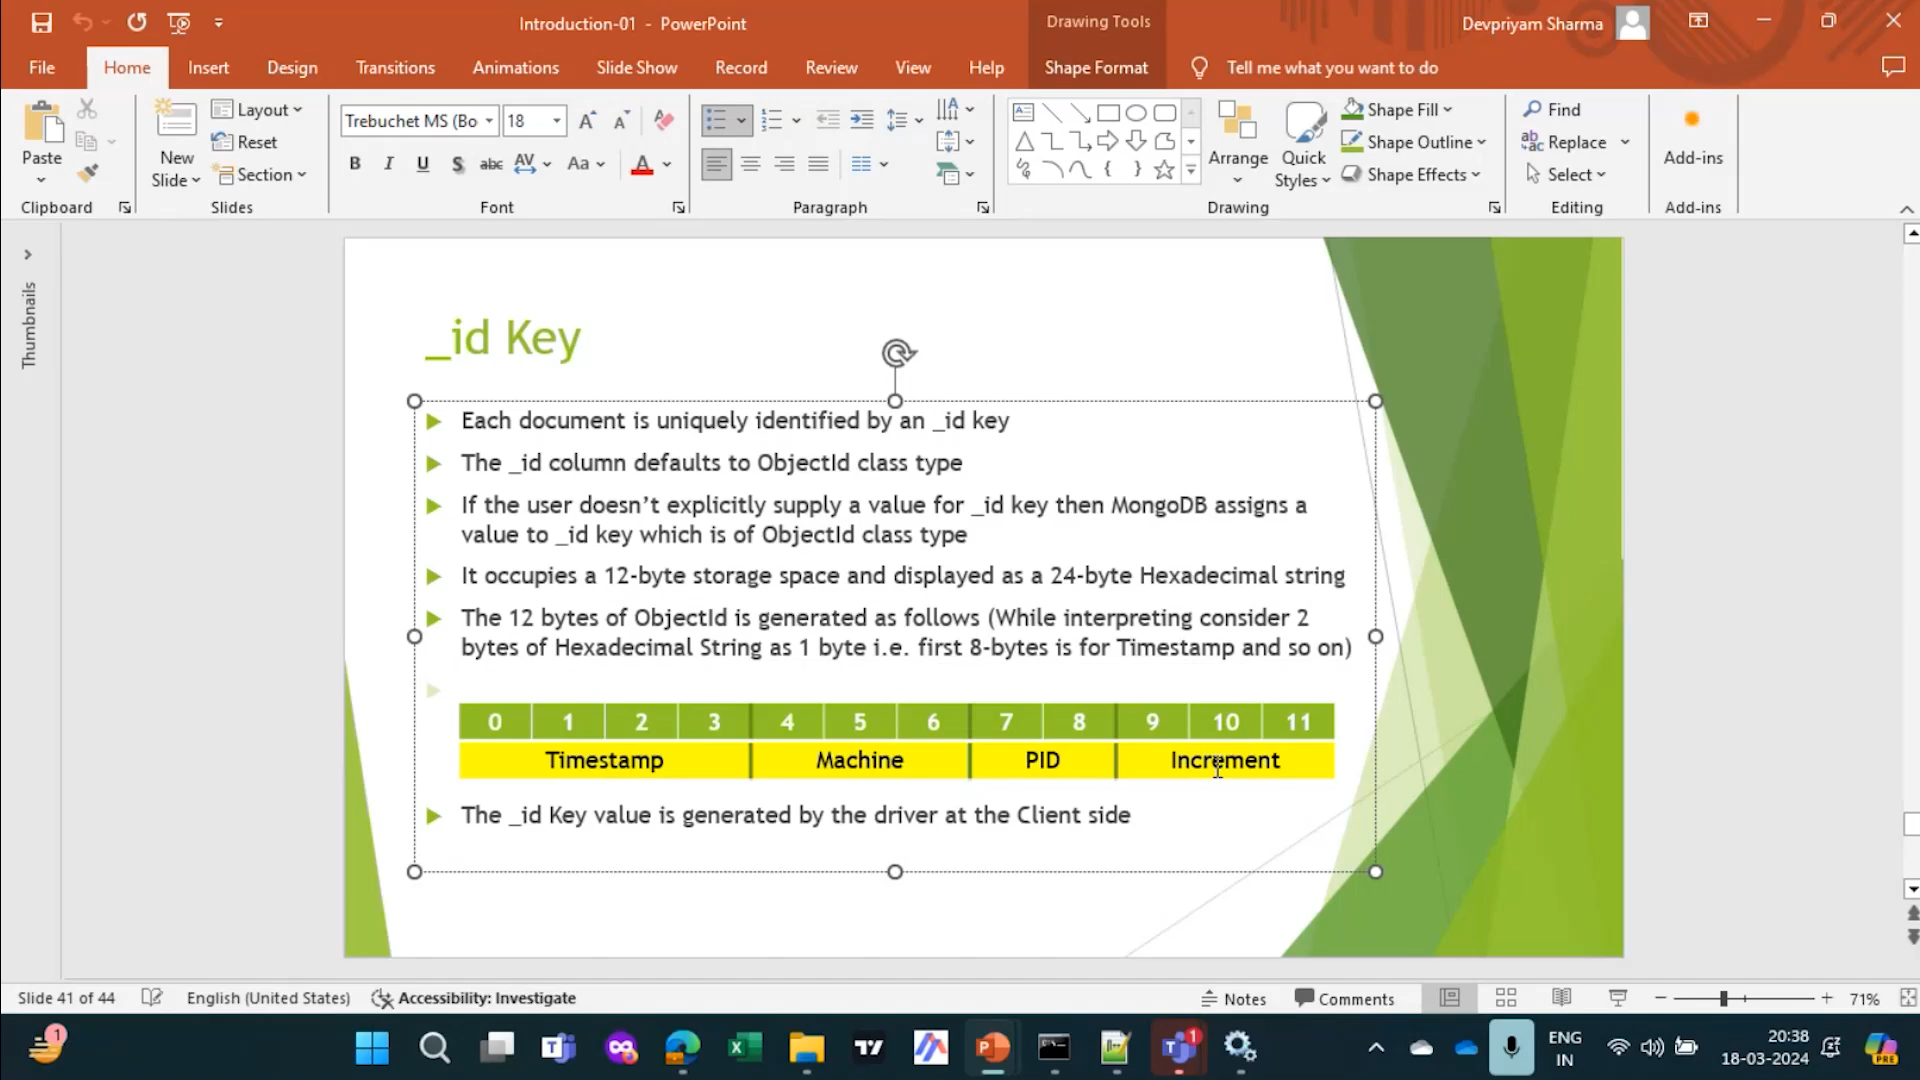 Introduction-01 - PowerPoint
Drawing Tools
Devpriyam Sharma
File Home Insert Design Transitions Animations Slide Show Record Review View Help Shape Format Tell me what you want to do
Paste
Clipboard
New Slide
Layout
Reset
Section
Slides
Trebuchet MS (Bo 18
B I U S abc AV Aa A
Font
Paragraph
Drawing
Arrange
Quick Styles
Shape Fill
Shape Outline
Shape Effects
Find
Replace
Select
Editing
Add-ins
Add-ins
Thumbnails
_id Key
Each document is uniquely identified by an _id key
The _id column defaults to ObjectId class type
If the user doesn’t explicitly supply a value for _id key then MongoDB assigns a
value to _id key which is of ObjectId class type
It occupies a 12-byte storage space and displayed as a 24-byte Hexadecimal string
The 12 bytes of ObjectId is generated as follows (While interpreting consider 2
bytes of Hexadecimal String as 1 byte i.e. first 8-bytes is for Timestamp and so on)
0 1 2 3 4 5 6 7 8 9 10 11
Timestamp Machine PID Increment
The _id Key value is generated by the driver at the Client side
Slide 41 of 44 English (United States) Accessibility: Investigate Notes Comments 71%
1
1
ENG
IN
20:38
18-03-2024
PRE